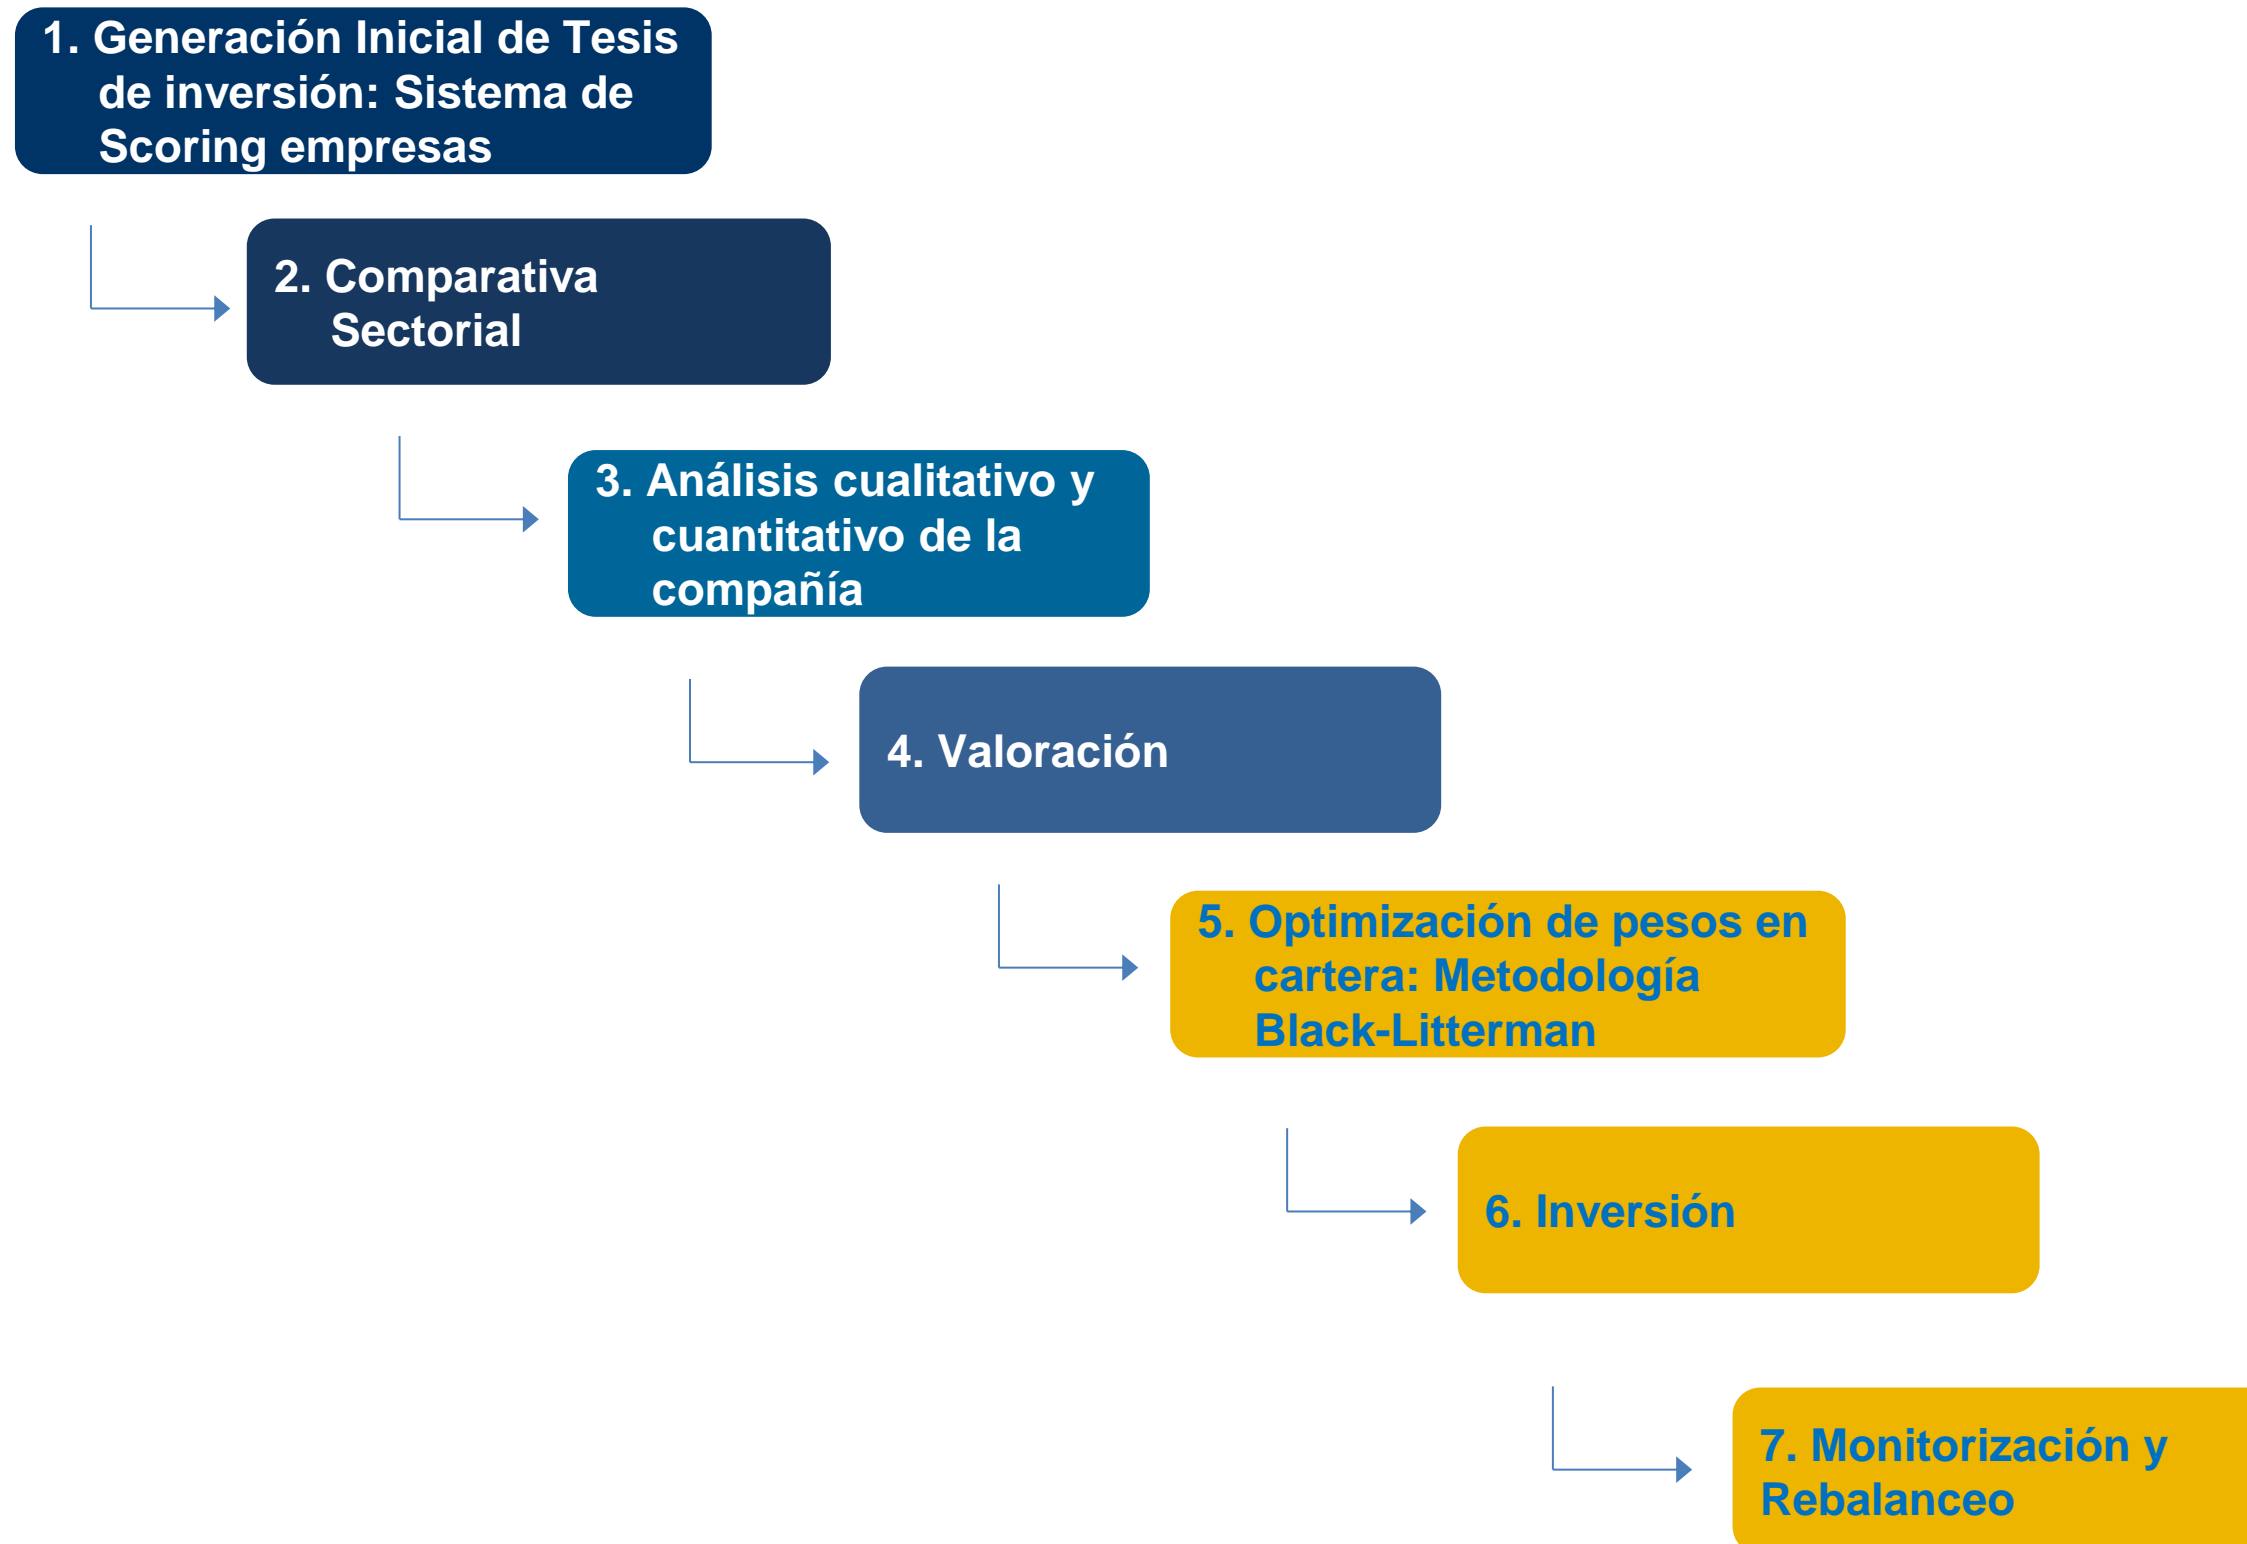 1. Generación Inicial de Tesis
de inversión: Sistema de
Scoring empresas
2. Comparativa
Sectorial
3. Análisis cualitativo y
cuantitativo de la
compañía
4. Valoración
5. Optimización de pesos en
cartera: Metodología
Black-Litterman
6. Inversión
7. Monitorización y
Rebalanceo